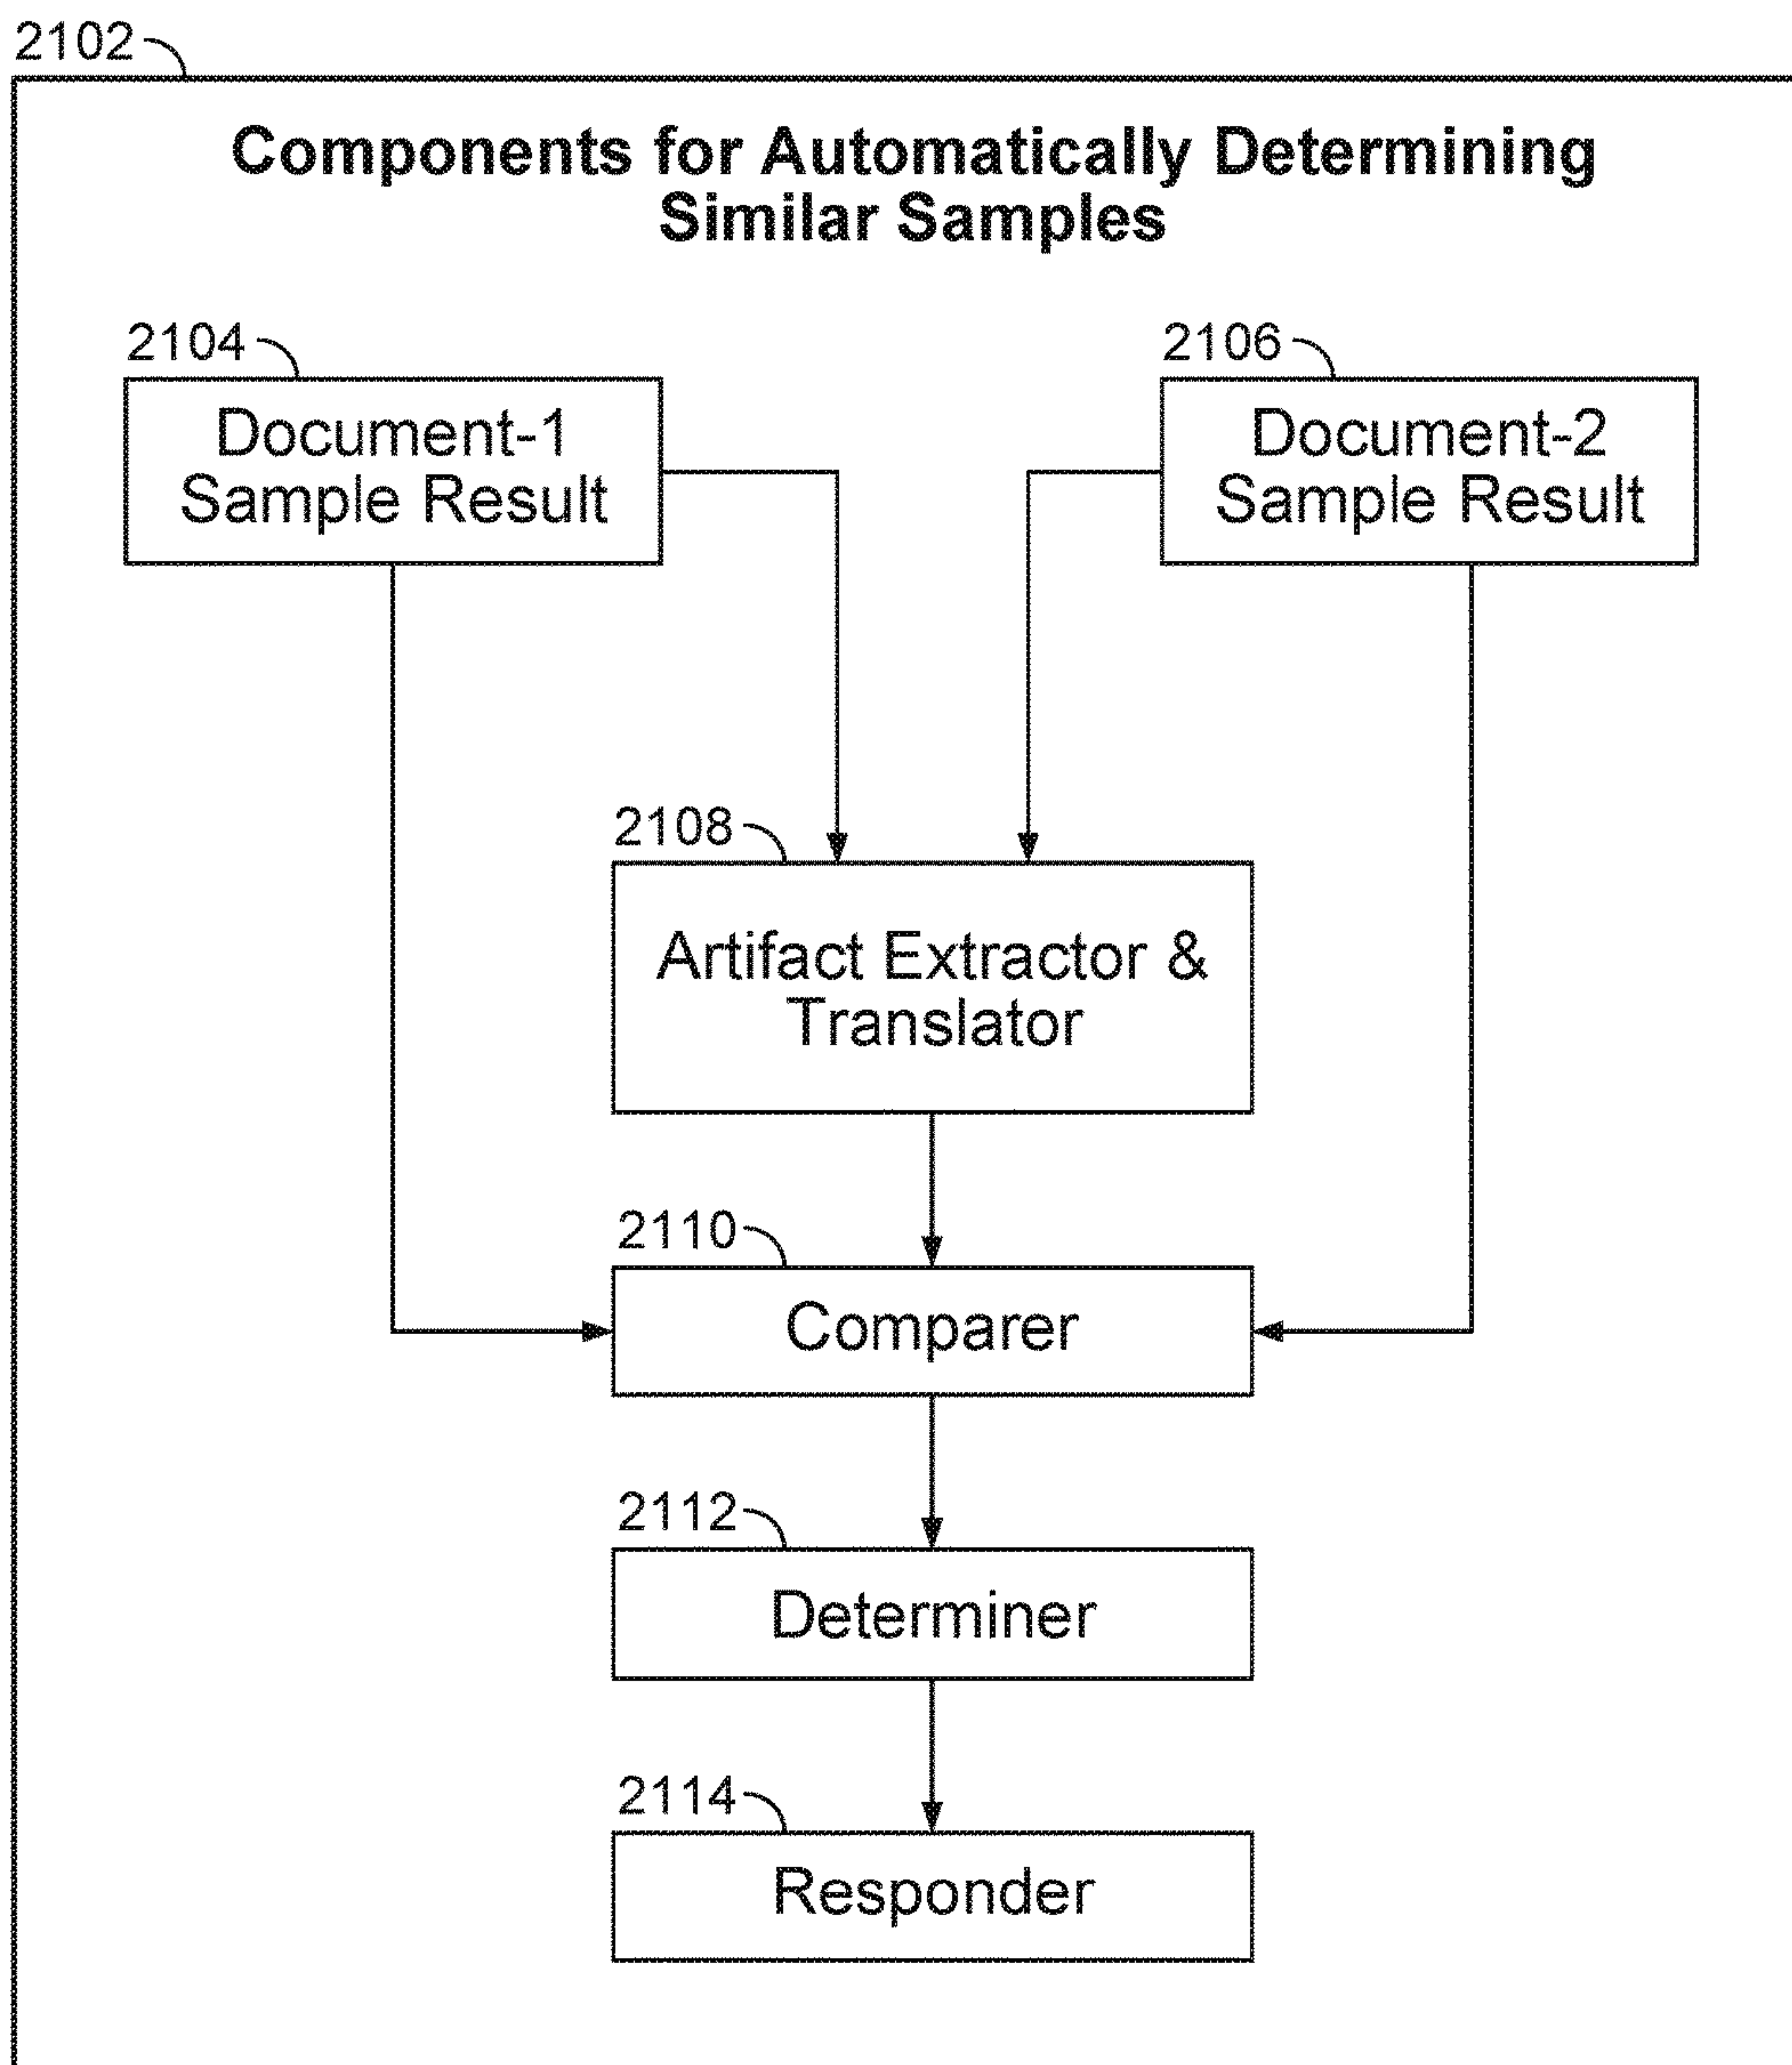 2102
Components for Automatically Determining
Similar Samples
2104
Document-1
Sample Result
2106
Document-2
Sample Result
2108
Artifact Extractor &
Translator
2110
Comparer
2112
Determiner
2114
Responder